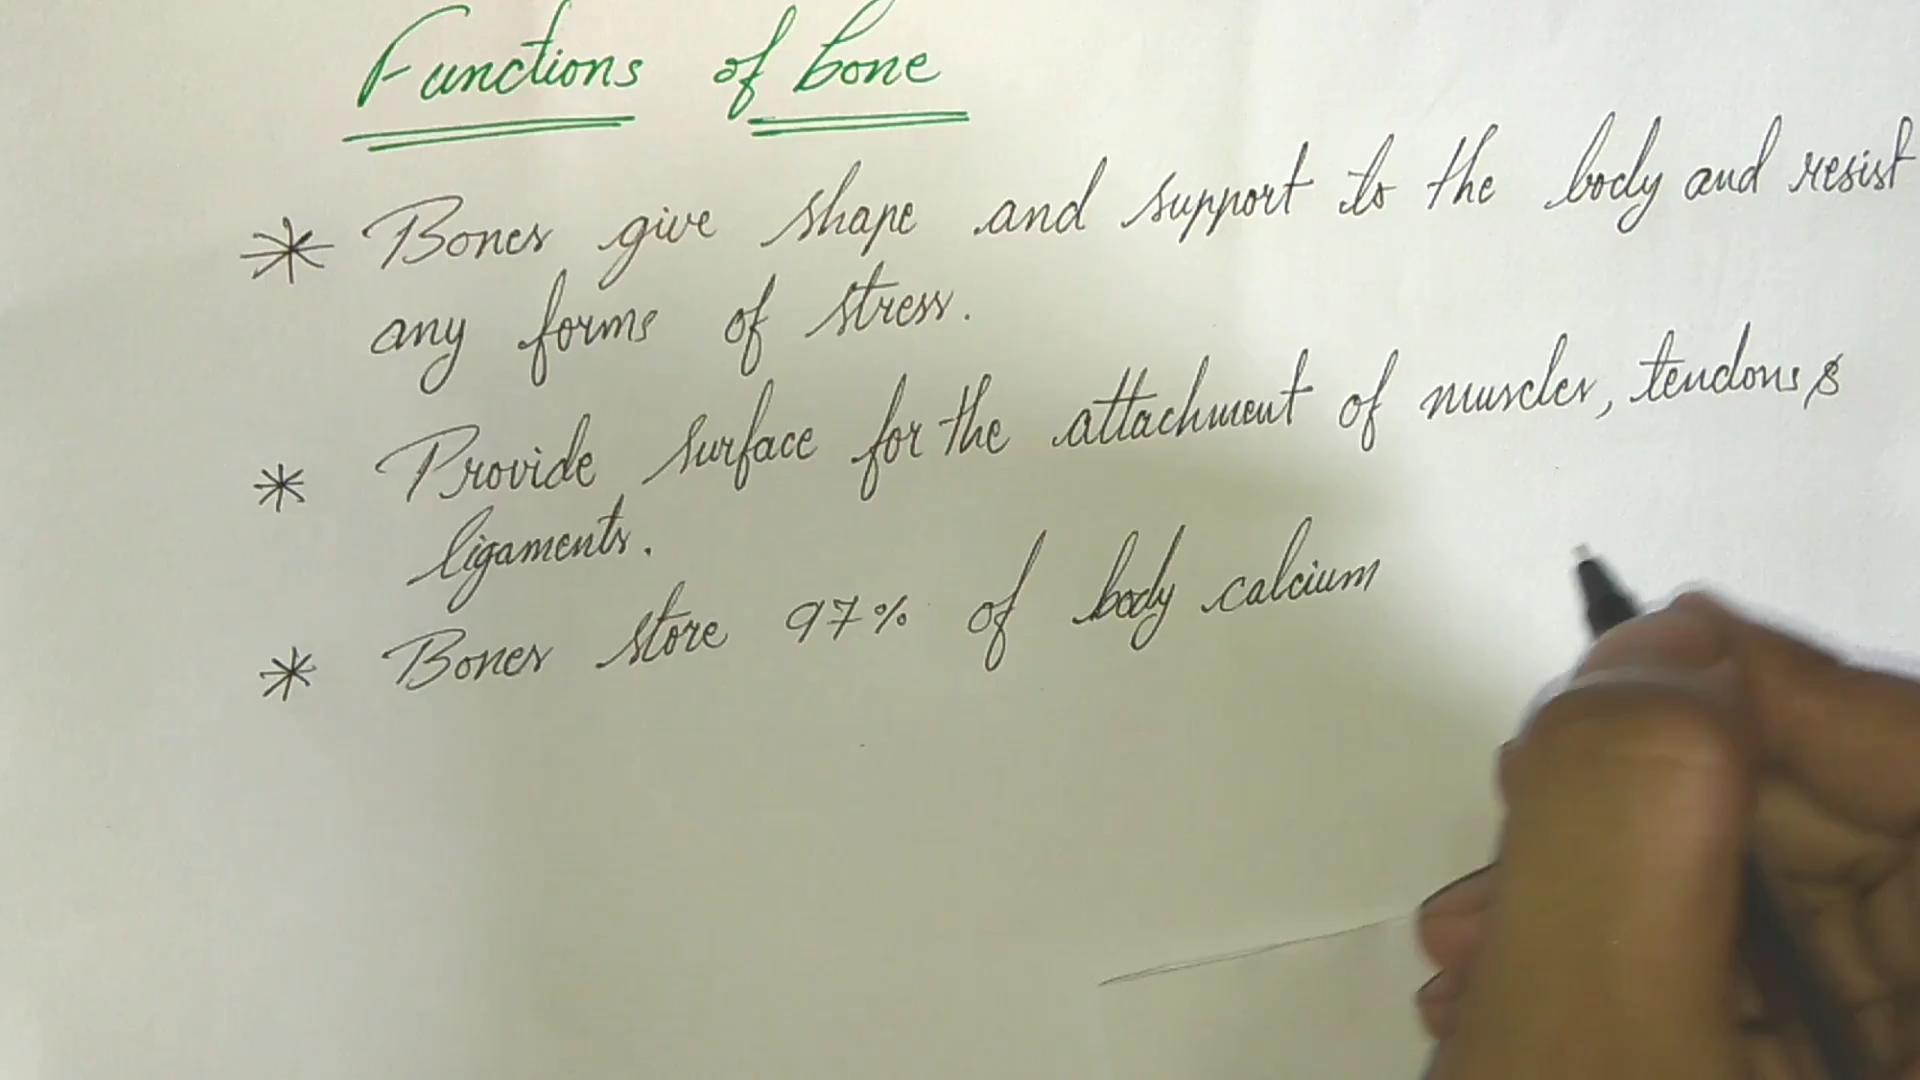 Functions of bone
* Bones give shape and support to the body and resist
any forms of stress.
* Provide surface for the attachment of muscles, tendons &
ligaments.
* Bones store 97% of body calcium